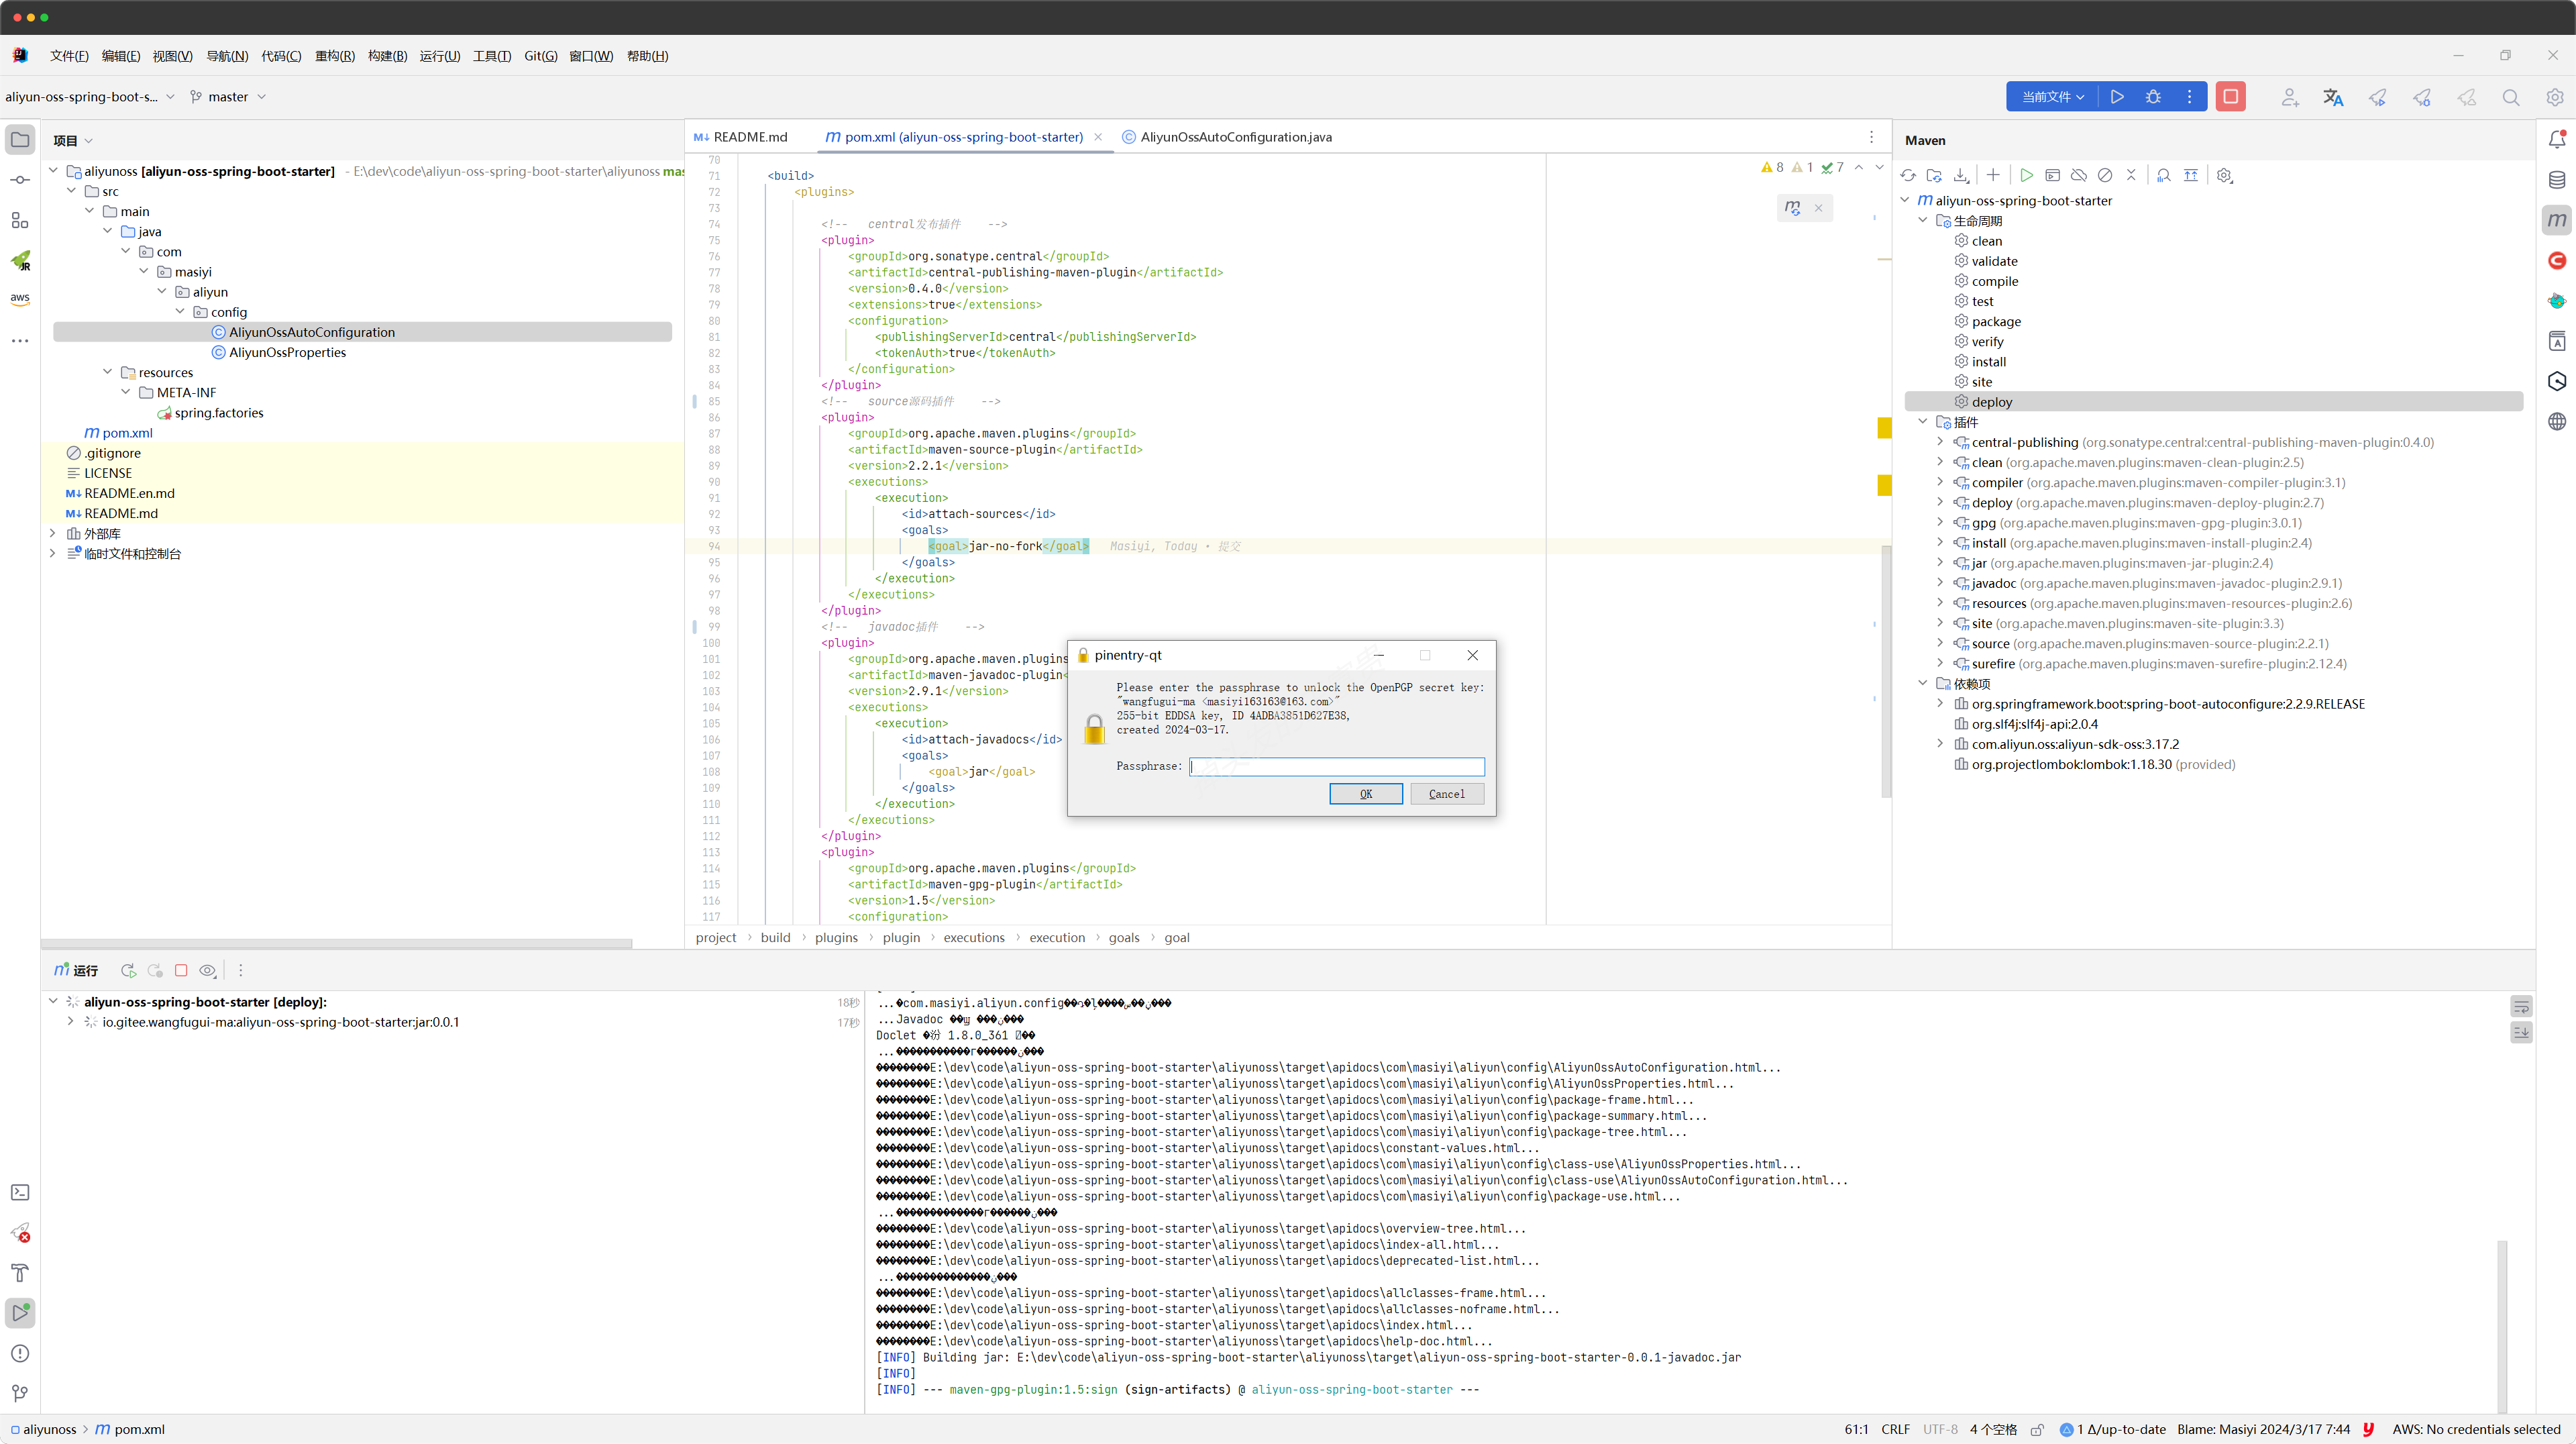 文件(F) 编辑(E) 视图(V) 导航(N) 代码(C) 重构(R) 构建(B) 运行(U) 工具(T) Git(G) 窗口(W) 帮助(H)
aliyun-oss-spring-boot-s... master 当前文件
项目
aliyunoss [aliyun-oss-spring-boot-starter] - E:\dev\code\aliyun-oss-spring-boot-starter\aliyunoss mas
src
main
java
com
masiyi
aliyun
config
AliyunOssAutoConfiguration
AliyunOssProperties
resources
META-INF
spring.factories
pom.xml
.gitignore
LICENSE
README.en.md
README.md
外部库
临时文件和控制台
README.md pom.xml (aliyun-oss-spring-boot-starter) AliyunOssAutoConfiguration.java
8 1 7
70
71 <build>
72 <plugins>
73
74 <!-- central发布插件 -->
75 <plugin>
76 <groupId>org.sonatype.central</groupId>
77 <artifactId>central-publishing-maven-plugin</artifactId>
78 <version>0.4.0</version>
79 <extensions>true</extensions>
80 <configuration>
81 <publishingServerId>central</publishingServerId>
82 <tokenAuth>true</tokenAuth>
83 </configuration>
84 </plugin>
85 <!-- source源码插件 -->
86 <plugin>
87 <groupId>org.apache.maven.plugins</groupId>
88 <artifactId>maven-source-plugin</artifactId>
89 <version>2.2.1</version>
90 <executions>
91 <execution>
92 <id>attach-sources</id>
93 <goals>
94 <goal>jar-no-fork</goal> Masiyi, Today • 提交
95 </goals>
96 </execution>
97 </executions>
98 </plugin>
99 <!-- javadoc插件 -->
100 <plugin>
101 <groupId>org.apache.maven.plugins
102 <artifactId>maven-javadoc-plugin
103 <version>2.9.1</version>
104 <executions>
105 <execution>
106 <id>attach-javadocs</id>
107 <goals>
108 <goal>jar</goal>
109 </goals>
110 </execution>
111 </executions>
112 </plugin>
113 <plugin>
114 <groupId>org.apache.maven.plugins</groupId>
115 <artifactId>maven-gpg-plugin</artifactId>
116 <version>1.5</version>
117 <configuration>
project > build > plugins > plugin > executions > execution > goals > goal
pinentry-qt
Please enter the passphrase to unlock the OpenPGP secret key:
"wangfugui-ma <masiyi163163@163.com>"
255-bit EDDSA key, ID 4ADBA3851D627E38,
created 2024-03-17.
Passphrase:
OK Cancel
Maven
aliyun-oss-spring-boot-starter
生命周期
clean
validate
compile
test
package
verify
install
site
deploy
插件
central-publishing (org.sonatype.central:central-publishing-maven-plugin:0.4.0)
clean (org.apache.maven.plugins:maven-clean-plugin:2.5)
compiler (org.apache.maven.plugins:maven-compiler-plugin:3.1)
deploy (org.apache.maven.plugins:maven-deploy-plugin:2.7)
gpg (org.apache.maven.plugins:maven-gpg-plugin:3.0.1)
install (org.apache.maven.plugins:maven-install-plugin:2.4)
jar (org.apache.maven.plugins:maven-jar-plugin:2.4)
javadoc (org.apache.maven.plugins:maven-javadoc-plugin:2.9.1)
resources (org.apache.maven.plugins:maven-resources-plugin:2.6)
site (org.apache.maven.plugins:maven-site-plugin:3.3)
source (org.apache.maven.plugins:maven-source-plugin:2.2.1)
surefire (org.apache.maven.plugins:maven-surefire-plugin:2.12.4)
依赖项
org.springframework.boot:spring-boot-autoconfigure:2.2.9.RELEASE
org.slf4j:slf4j-api:2.0.4
com.aliyun.oss:aliyun-sdk-oss:3.17.2
org.projectlombok:lombok:1.18.30 (provided)
运行
aliyun-oss-spring-boot-starter [deploy]: 18秒
io.gitee.wangfugui-ma:aliyun-oss-spring-boot-starter:jar:0.0.1 17秒
com.masiyi.aliyun.config
...Javadoc
Doclet 1.8.0_361
E:\dev\code\aliyun-oss-spring-boot-starter\aliyunoss\target\apidocs\com\masiyi\aliyun\config\AliyunOssAutoConfiguration.html...
E:\dev\code\aliyun-oss-spring-boot-starter\aliyunoss\target\apidocs\com\masiyi\aliyun\config\AliyunOssProperties.html...
E:\dev\code\aliyun-oss-spring-boot-starter\aliyunoss\target\apidocs\com\masiyi\aliyun\config\package-frame.html...
E:\dev\code\aliyun-oss-spring-boot-starter\aliyunoss\target\apidocs\com\masiyi\aliyun\config\package-summary.html...
E:\dev\code\aliyun-oss-spring-boot-starter\aliyunoss\target\apidocs\com\masiyi\aliyun\config\package-tree.html...
E:\dev\code\aliyun-oss-spring-boot-starter\aliyunoss\target\apidocs\constant-values.html...
E:\dev\code\aliyun-oss-spring-boot-starter\aliyunoss\target\apidocs\com\masiyi\aliyun\config\class-use\AliyunOssProperties.html...
E:\dev\code\aliyun-oss-spring-boot-starter\aliyunoss\target\apidocs\com\masiyi\aliyun\config\class-use\AliyunOssAutoConfiguration.html...
E:\dev\code\aliyun-oss-spring-boot-starter\aliyunoss\target\apidocs\com\masiyi\aliyun\config\package-use.html...
E:\dev\code\aliyun-oss-spring-boot-starter\aliyunoss\target\apidocs\overview-tree.html...
E:\dev\code\aliyun-oss-spring-boot-starter\aliyunoss\target\apidocs\index-all.html...
E:\dev\code\aliyun-oss-spring-boot-starter\aliyunoss\target\apidocs\deprecated-list.html...
E:\dev\code\aliyun-oss-spring-boot-starter\aliyunoss\target\apidocs\allclasses-frame.html...
E:\dev\code\aliyun-oss-spring-boot-starter\aliyunoss\target\apidocs\allclasses-noframe.html...
E:\dev\code\aliyun-oss-spring-boot-starter\aliyunoss\target\apidocs\index.html...
E:\dev\code\aliyun-oss-spring-boot-starter\aliyunoss\target\apidocs\help-doc.html...
[INFO] Building jar: E:\dev\code\aliyun-oss-spring-boot-starter\aliyunoss\target\aliyun-oss-spring-boot-starter-0.0.1-javadoc.jar
[INFO]
[INFO] --- maven-gpg-plugin:1.5:sign (sign-artifacts) @ aliyun-oss-spring-boot-starter ---
aliyunoss > pom.xml
61:1 CRLF UTF-8 4 个空格 1 Δ/up-to-date Blame: Masiyi 2024/3/17 7:44 AWS: No credentials selected